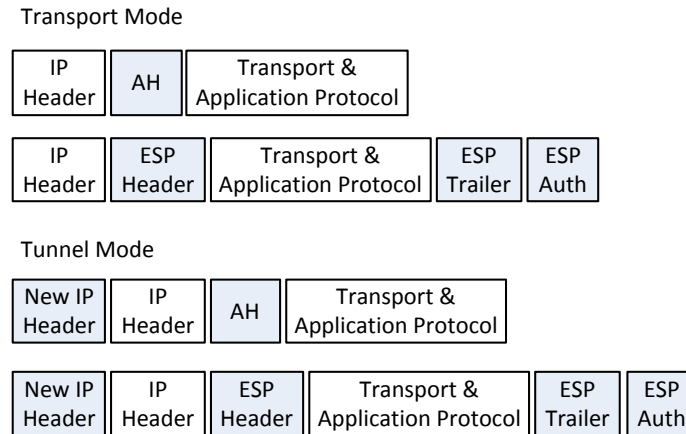 Transport Mode
IP Header
AH
Transport & Application Protocol
IP Header
ESP Header
Transport & Application Protocol
ESP Trailer
ESP Auth
Tunnel Mode
New IP Header
IP Header
AH
Transport & Application Protocol
New IP Header
IP Header
ESP Header
Transport & Application Protocol
ESP Trailer
ESP Auth